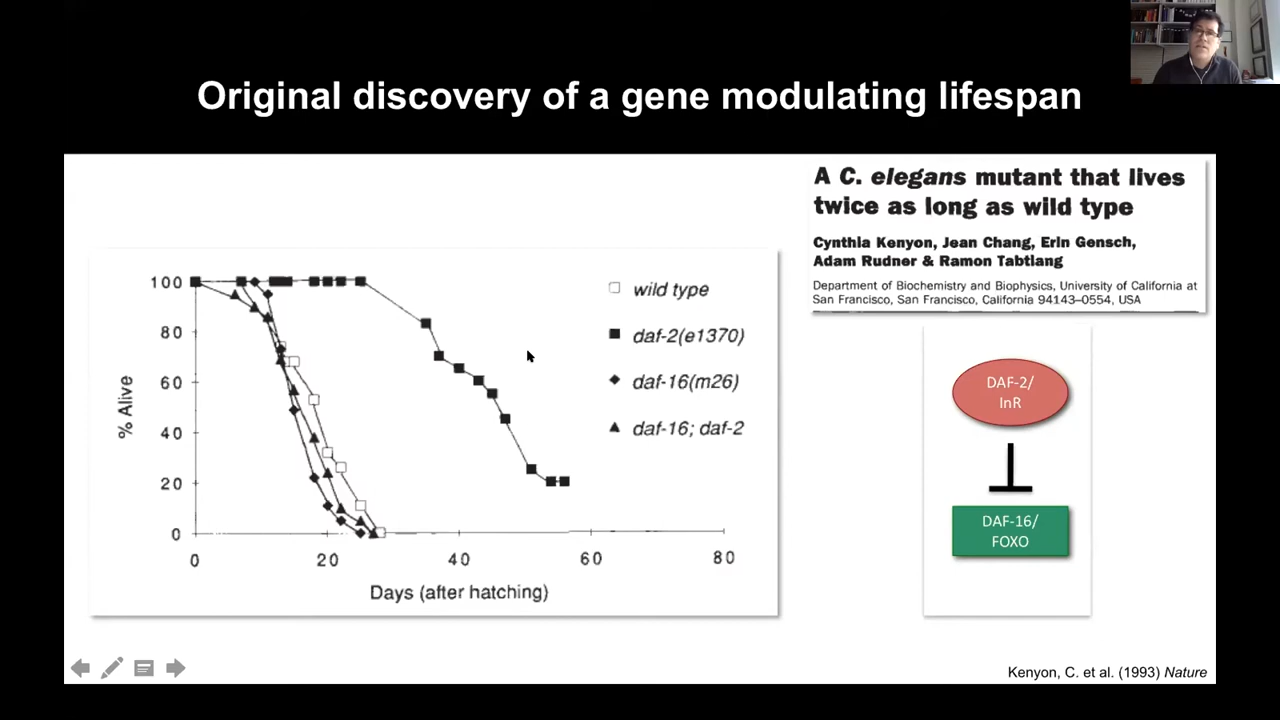 Original discovery of a gene modulating lifespan
A C. elegans mutant that lives
twice as long as wild type
Cynthia Kenyon, Jean Chang, Erin Gensch,
Adam Rudner & Ramon Tabtiang
Department of Biochemistry and Biophysics, University of California at
San Francisco, San Francisco, California 94143–0554, USA
% Alive
100
80
60
40
20
0
0 20 40 60 80
Days (after hatching)
wild type
daf-2(e1370)
daf-16(m26)
daf-16; daf-2
DAF-2/
InR
DAF-16/
FOXO
Kenyon, C. et al. (1993) Nature